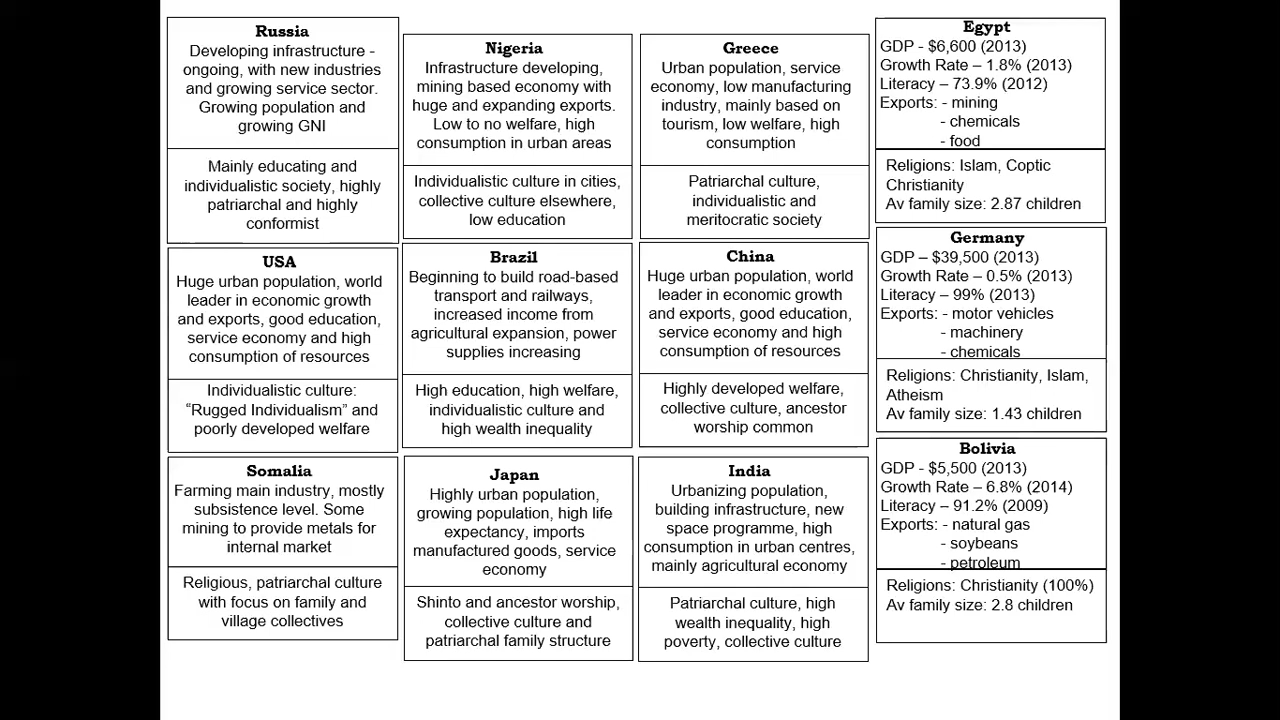 Russia
Developing infrastructure -
ongoing, with new industries
and growing service sector.
Growing population and
growing GNI
Mainly educating and
individualistic society, highly
patriarchal and highly
conformist
Nigeria
Infrastructure developing,
mining based economy with
huge and expanding exports.
Low to no welfare, high
consumption in urban areas
Individualistic culture in cities,
collective culture elsewhere,
low education
Greece
Urban population, service
economy, low manufacturing
industry, mainly based on
tourism, low welfare, high
consumption
Patriarchal culture,
individualistic and
meritocratic society
Egypt
GDP - $6,600 (2013)
Growth Rate – 1.8% (2013)
Literacy – 73.9% (2012)
Exports: - mining
- chemicals
- food
Religions: Islam, Coptic
Christianity
Av family size: 2.87 children
USA
Huge urban population, world
leader in economic growth
and exports, good education,
service economy and high
consumption of resources
Individualistic culture:
“Rugged Individualism” and
poorly developed welfare
Brazil
Beginning to build road-based
transport and railways,
increased income from
agricultural expansion, power
supplies increasing
High education, high welfare,
individualistic culture and
high wealth inequality
China
Huge urban population, world
leader in economic growth
and exports, good education,
service economy and high
consumption of resources
Highly developed welfare,
collective culture, ancestor
worship common
Germany
GDP – $39,500 (2013)
Growth Rate – 0.5% (2013)
Literacy – 99% (2013)
Exports: - motor vehicles
- machinery
- chemicals
Religions: Christianity, Islam,
Atheism
Av family size: 1.43 children
Somalia
Farming main industry, mostly
subsistence level. Some
mining to provide metals for
internal market
Religious, patriarchal culture
with focus on family and
village collectives
Japan
Highly urban population,
growing population, high life
expectancy, imports
manufactured goods, service
economy
Shinto and ancestor worship,
collective culture and
patriarchal family structure
India
Urbanizing population,
building infrastructure, new
space programme, high
consumption in urban centres,
mainly agricultural economy
Patriarchal culture, high
wealth inequality, high
poverty, collective culture
Bolivia
GDP - $5,500 (2013)
Growth Rate – 6.8% (2014)
Literacy – 91.2% (2009)
Exports: - natural gas
- soybeans
- petroleum
Religions: Christianity (100%)
Av family size: 2.8 children